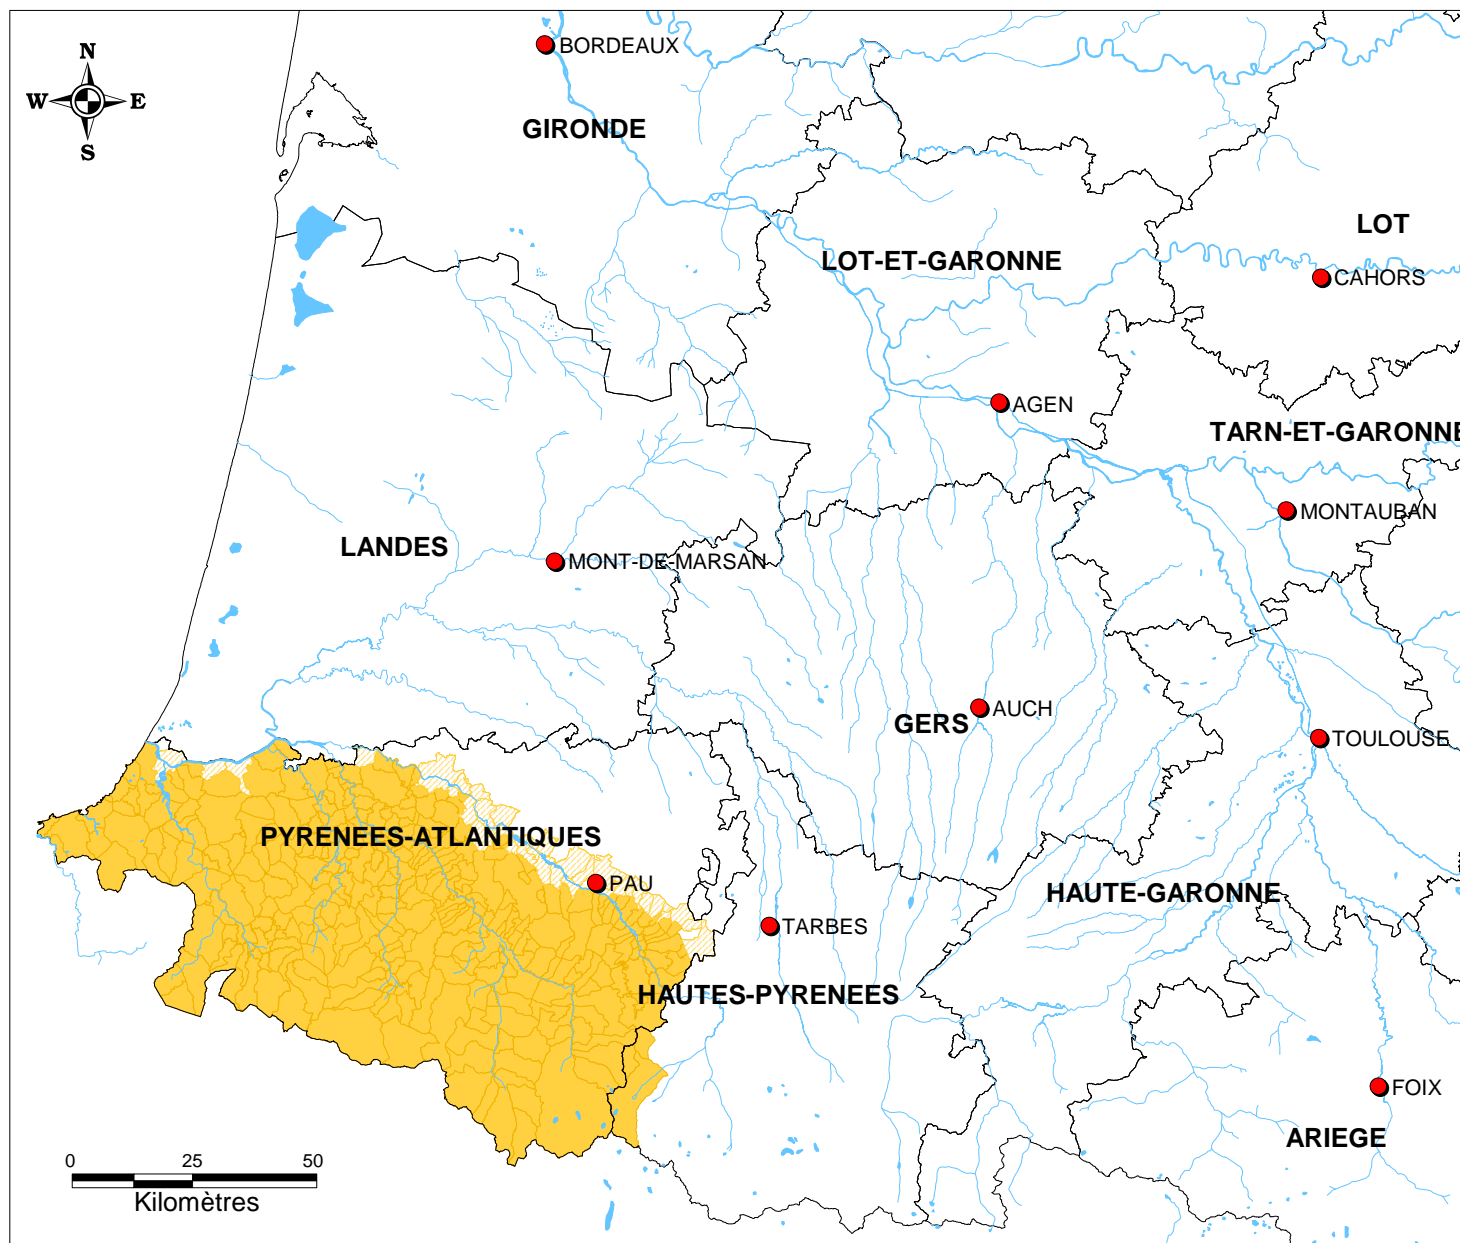 N
BORDEAUX
W
E
GIRONDE
S
LOT
LOT-ET-GARONNE
CAHORS
AGEN
TARN-ET-GARONNE
MONTAUBAN
LANDES
MONT-DE-MARSAN
AUCH
GERS
TOULOUSE
PYRENEES-ATLANTIQUES
PAU
HAUTE-GARONNE
TARBES
HAUTES-PYRENEES
FOIX
ARIEGE
0 25 50
Kilomètres